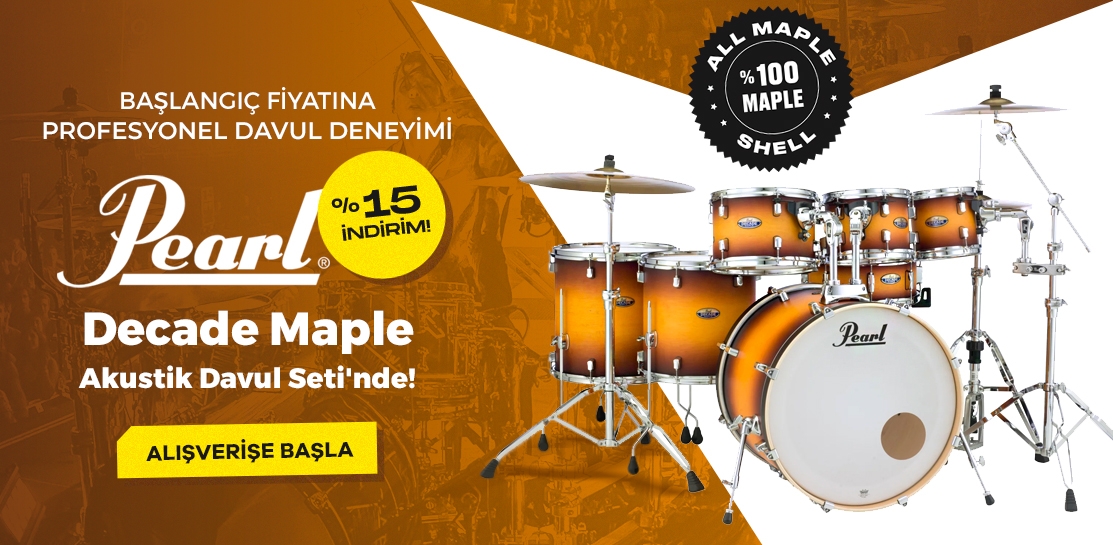 BAŞLANGIÇ FİYATINA
PROFESYONEL DAVUL DENEYİMİ
Pearl®
%15
İNDİRİM!
Decade Maple
Akustik Davul Seti'nde!
ALIŞVERİŞE BAŞLA
ALL MAPLE
%100
MAPLE
SHELL
Pearl